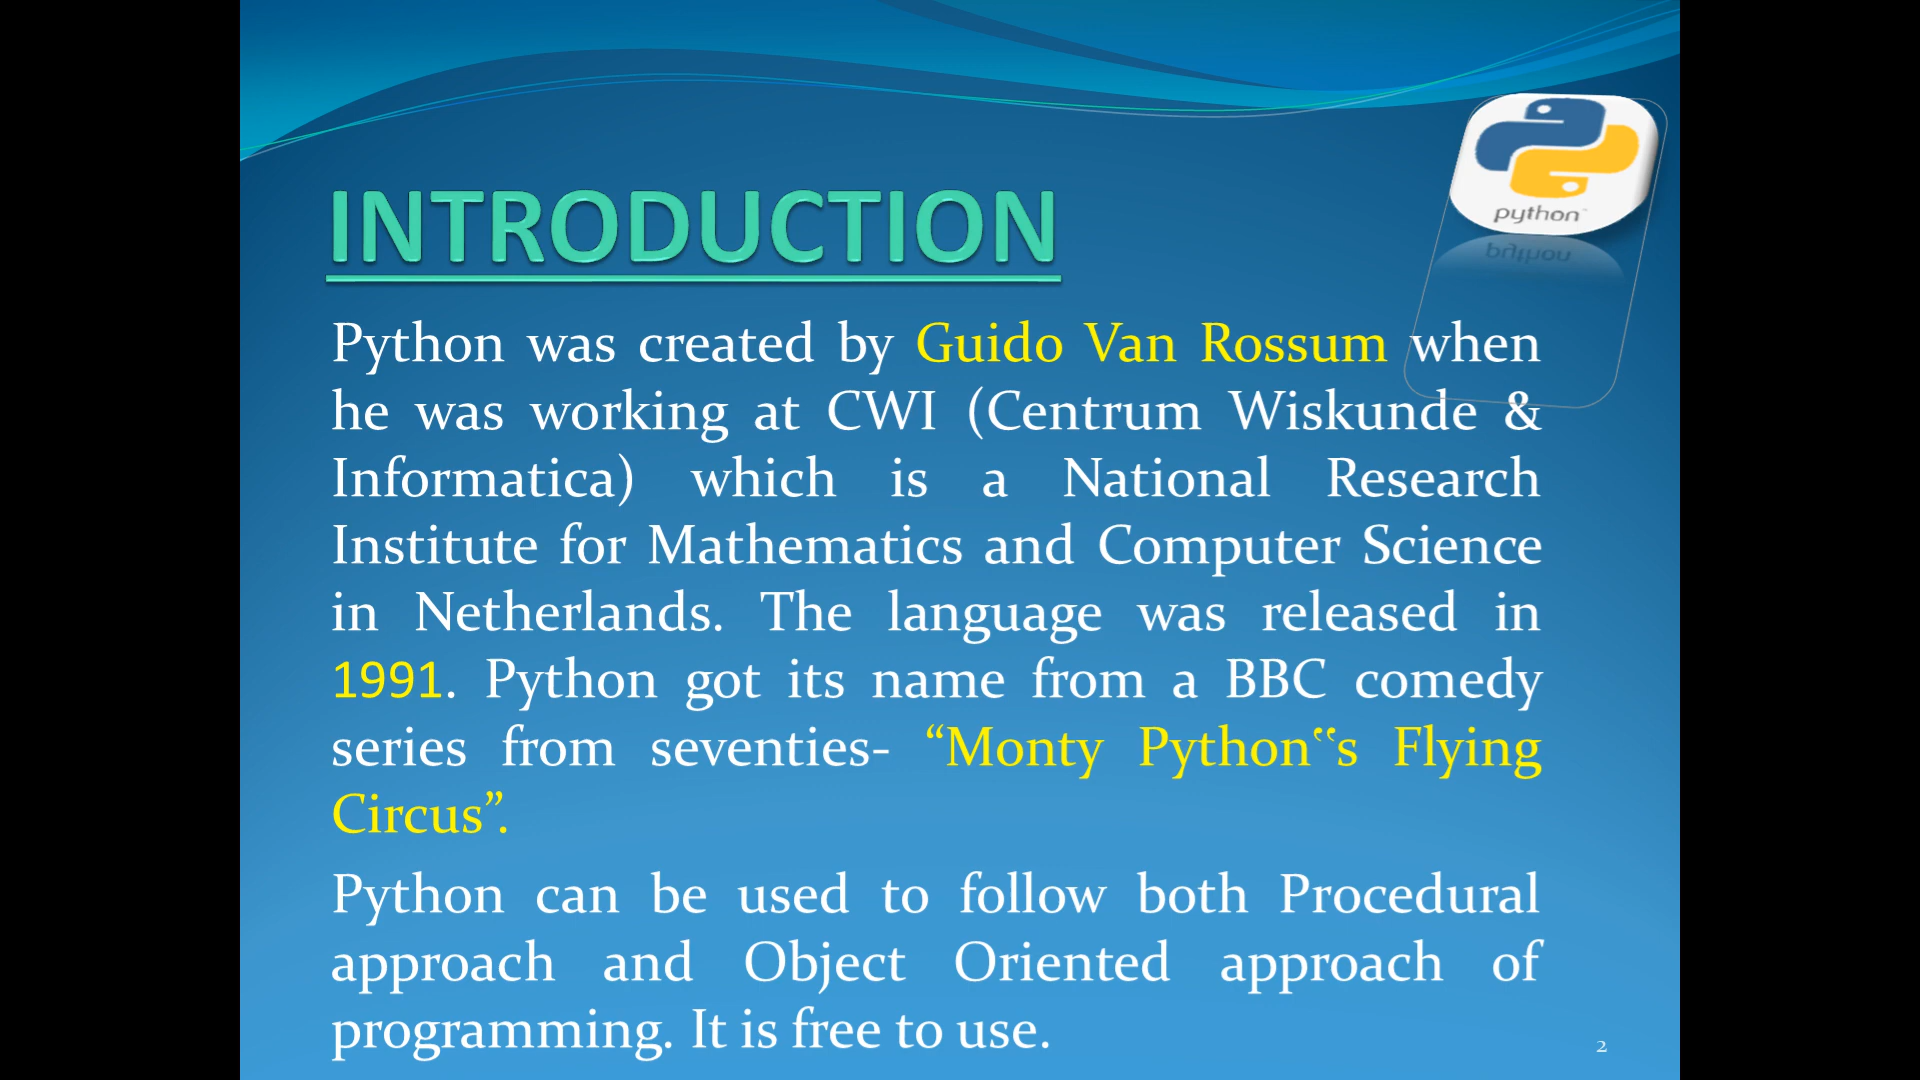 python
INTRODUCTION
Python was created by Guido Van Rossum when
he was working at CWI (Centrum Wiskunde &
Informatica) which is a National Research
Institute for Mathematics and Computer Science
in Netherlands. The language was released in
1991. Python got its name from a BBC comedy
series from seventies- “Monty Python‟‟s Flying
Circus”.
Python can be used to follow both Procedural
approach and Object Oriented approach of
programming. It is free to use.
2